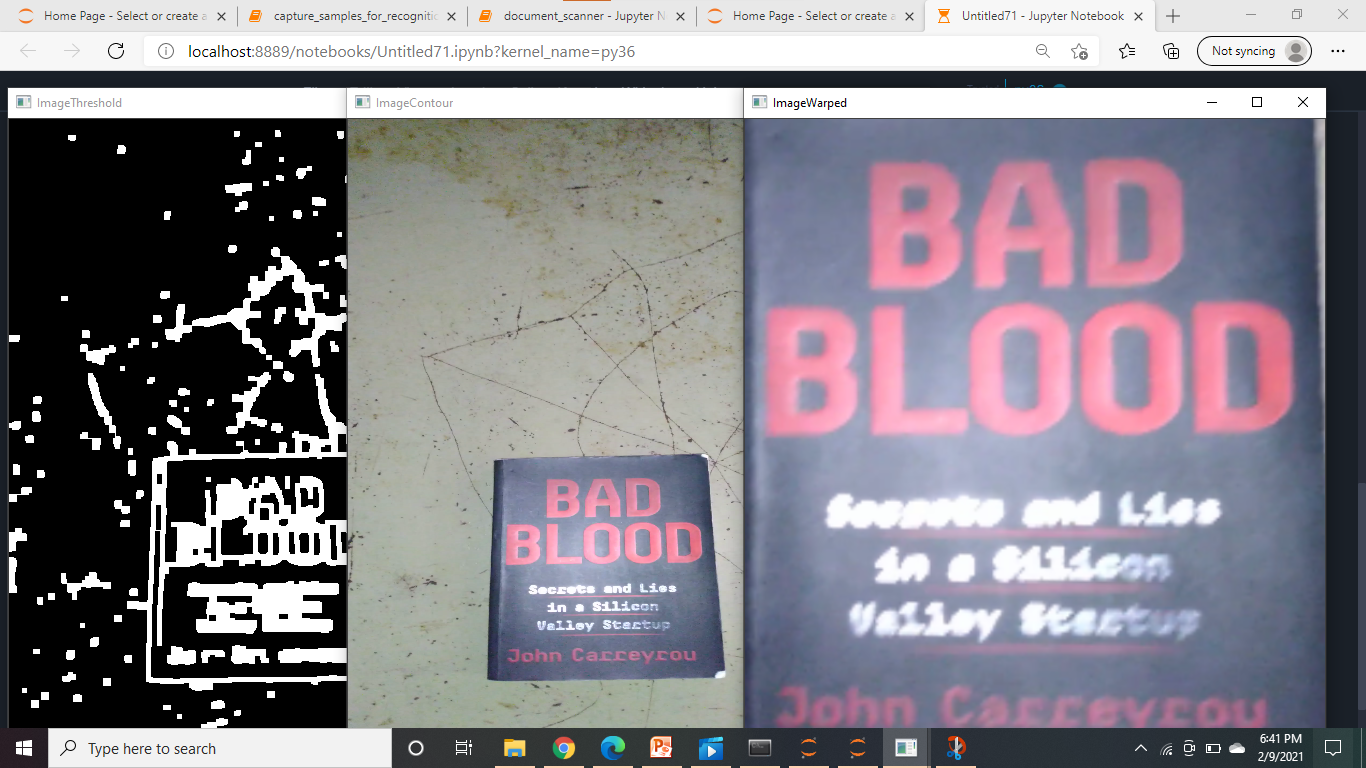 Home Page - Select or create a
capture_samples_for_recognitio
document_scanner - Jupyter N
Home Page - Select or create a
Untitled71 - Jupyter Notebook
localhost:8889/notebooks/Untitled71.ipynb?kernel_name=py36
Not syncing
ImageThreshold
ImageContour
ImageWarped
BAD
BLOOD
Secrets and Lies
in a Silicon
Valley Startup
John Carreyrou
BAD
BLOOD
Secrets and Lies
in a Silicon
Valley Startup
John Carreyrou
Type here to search
6:41 PM
2/9/2021